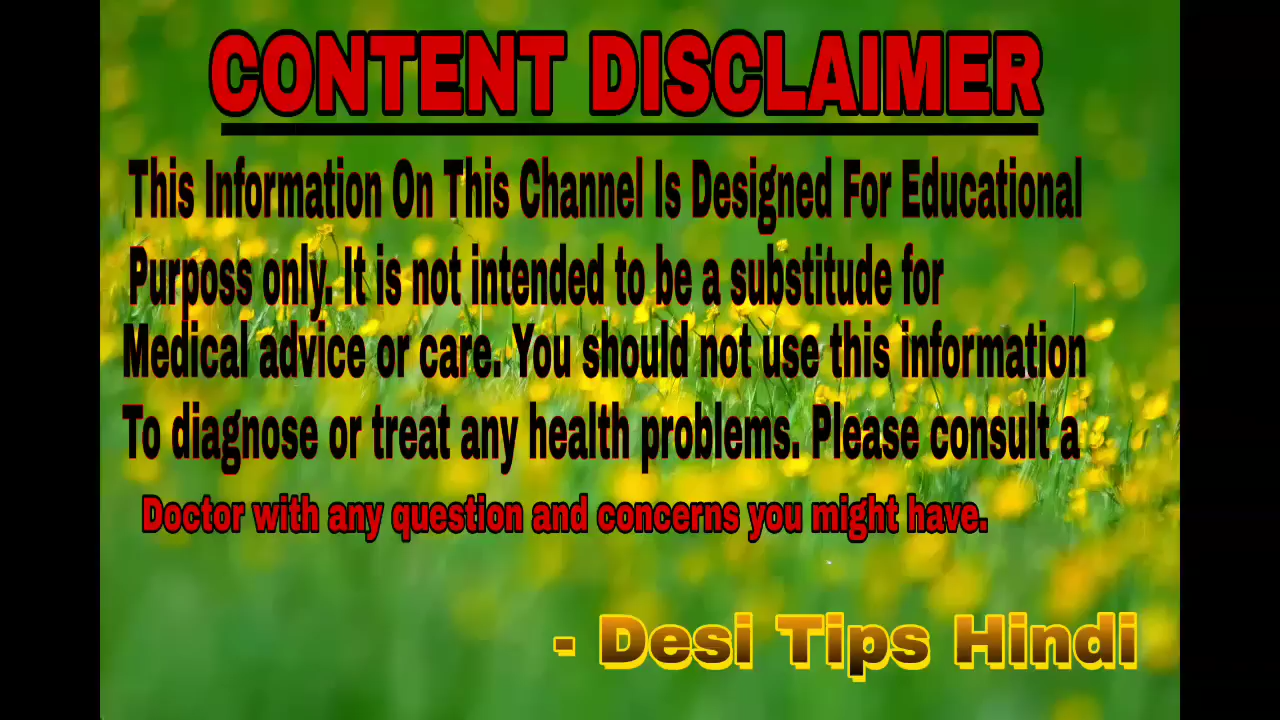 CONTENT DISCLAIMER
This Information On This Channel Is Designed For Educational
Purposs only. It is not intended to be a substitude for
Medical advice or care. You should not use this information
To diagnose or treat any health problems. Please consult a
Doctor with any question and concerns you might have.
- Desi Tips Hindi